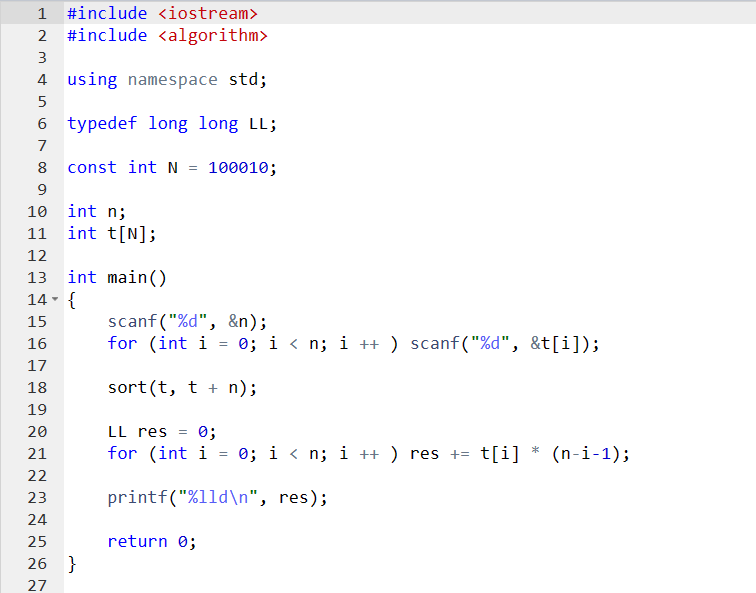 1 #include <iostream>
2 #include <algorithm>
3
4 using namespace std;
5
6 typedef long long LL;
7
8 const int N = 100010;
9
10 int n;
11 int t[N];
12
13 int main()
14 {
15     scanf("%d", &n);
16     for (int i = 0; i < n; i ++ ) scanf("%d", &t[i]);
17
18     sort(t, t + n);
19
20     LL res = 0;
21     for (int i = 0; i < n; i ++ ) res += t[i] * (n-i-1);
22
23     printf("%lld\n", res);
24
25     return 0;
26 }
27